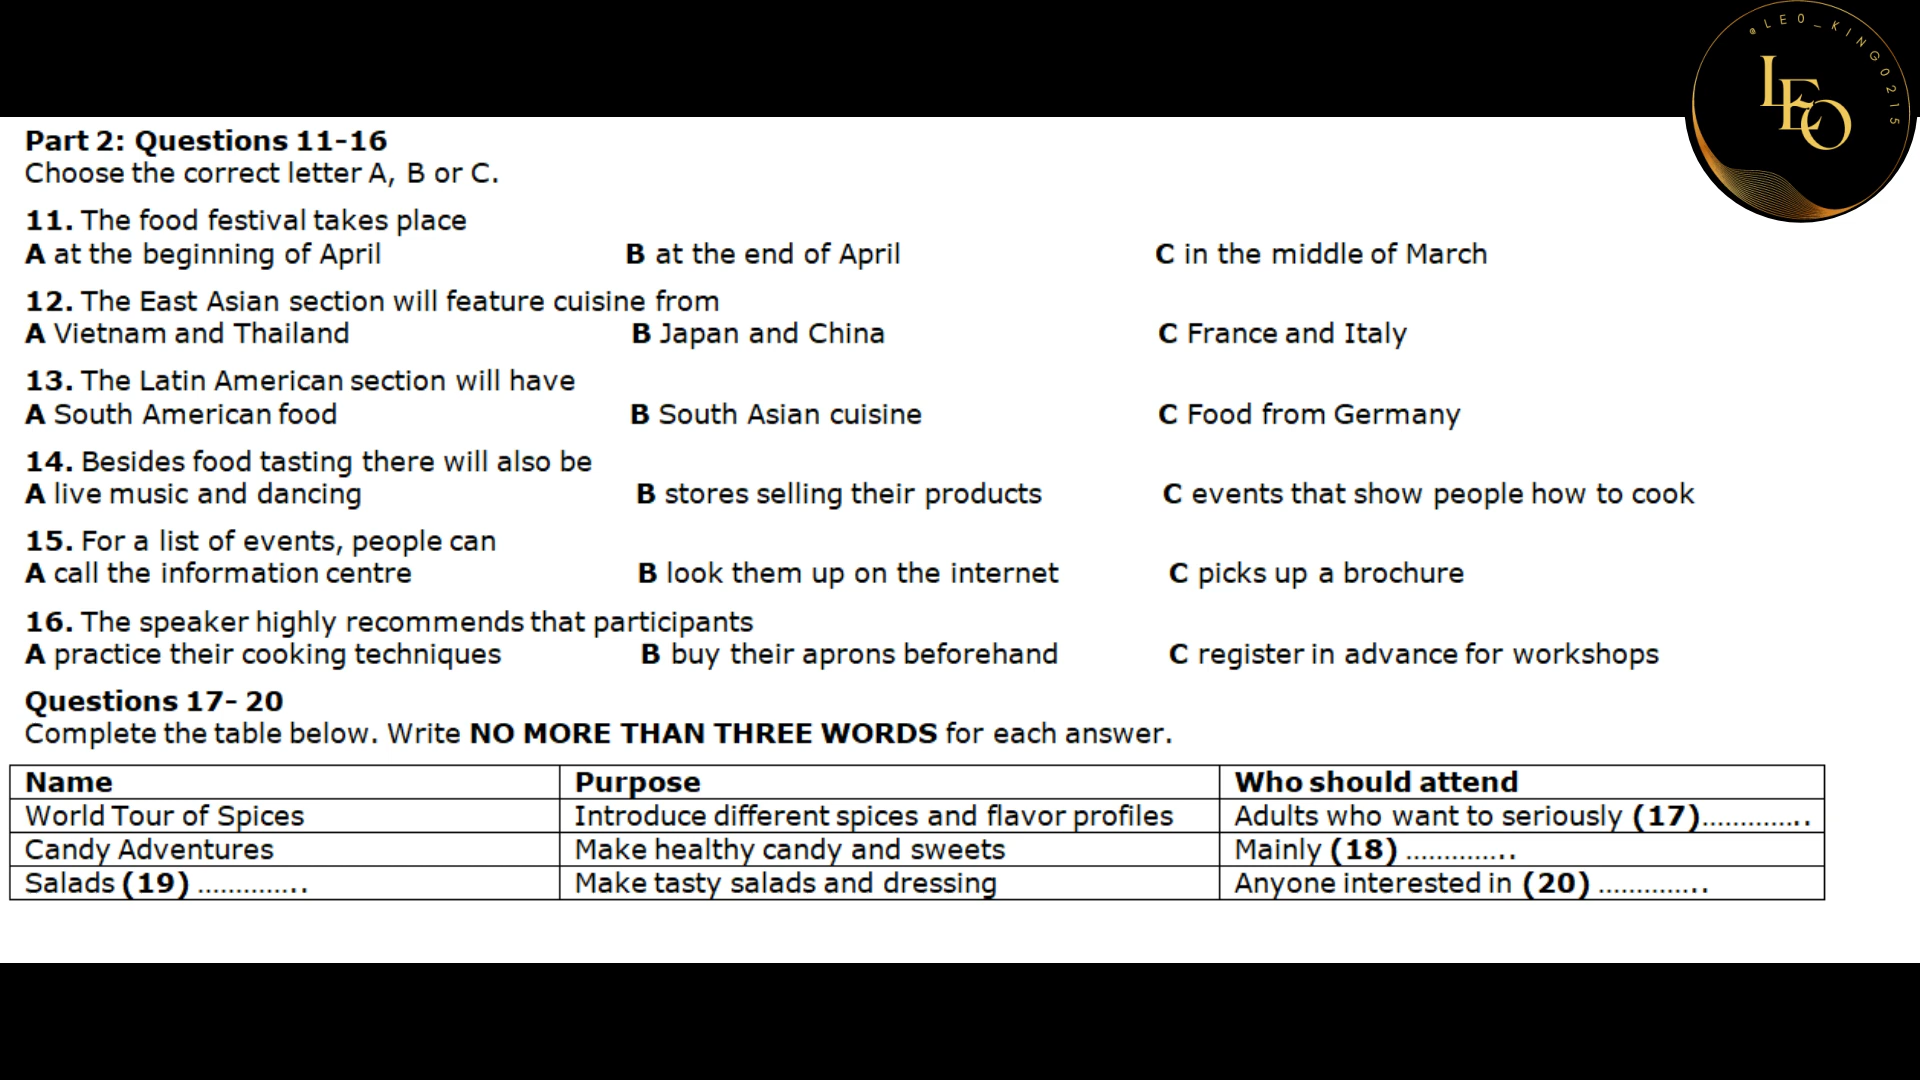 @LEO_KING0215
LEO
Part 2: Questions 11-16
Choose the correct letter A, B or C.
11. The food festival takes place
A at the beginning of April B at the end of April C in the middle of March
12. The East Asian section will feature cuisine from
A Vietnam and Thailand B Japan and China C France and Italy
13. The Latin American section will have
A South American food B South Asian cuisine C Food from Germany
14. Besides food tasting there will also be
A live music and dancing B stores selling their products C events that show people how to cook
15. For a list of events, people can
A call the information centre B look them up on the internet C picks up a brochure
16. The speaker highly recommends that participants
A practice their cooking techniques B buy their aprons beforehand C register in advance for workshops
Questions 17- 20
Complete the table below. Write NO MORE THAN THREE WORDS for each answer.
Name Purpose Who should attend
World Tour of Spices Introduce different spices and flavor profiles Adults who want to seriously (17)..............
Candy Adventures Make healthy candy and sweets Mainly (18) ..............
Salads (19) .............. Make tasty salads and dressing Anyone interested in (20) ..............